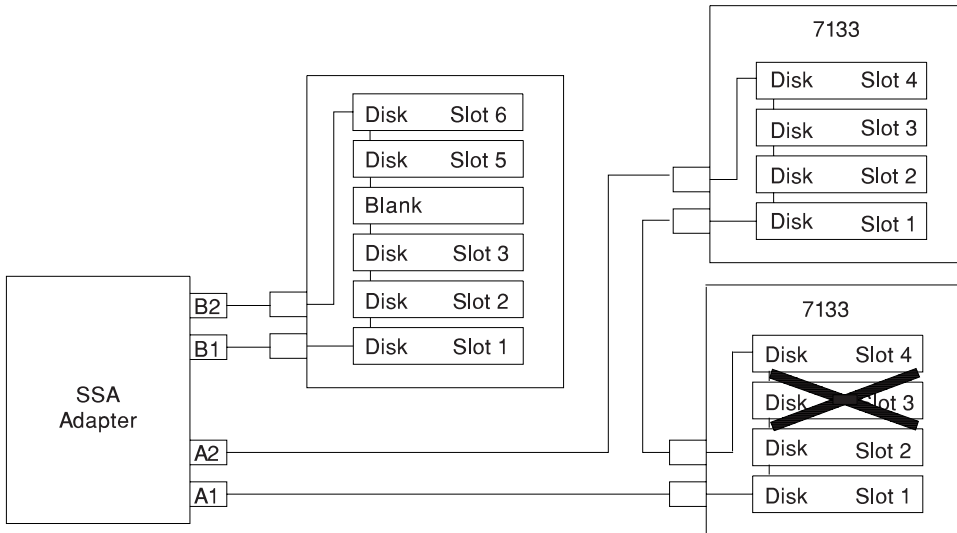 7133
Disk Slot 4
Disk Slot 3
Disk Slot 2
Disk Slot 1
Disk Slot 6
Disk Slot 5
Blank
Disk Slot 3
Disk Slot 2
Disk Slot 1
SSA
Adapter
B2
B1
A2
A1
7133
Disk Slot 4
Disk Slot 3
Disk Slot 2
Disk Slot 1